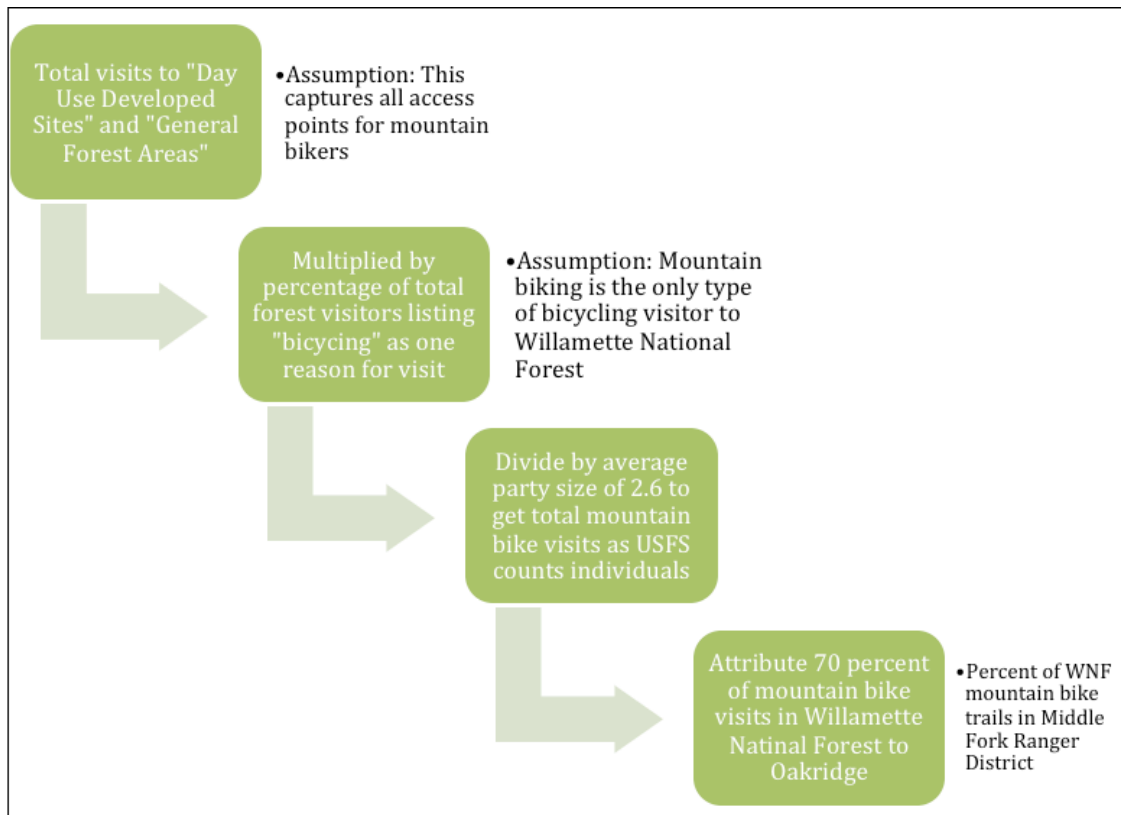 Total visits to "Day
Use Developed
Sites" and "General
Forest Areas"
•Assumption: This
captures all access
points for mountain
bikers
Multiplied by
percentage of total
forest visitors listing
"bicycing" as one
reason for visit
•Assumption: Mountain
biking is the only type
of bicycling visitor to
Willamette National
Forest
Divide by average
party size of 2.6 to
get total mountain
bike visits as USFS
counts individuals
Attribute 70 percent
of mountain bike
visits in Willamette
Natinal Forest to
Oakridge
•Percent of WNF
mountain bike
trails in Middle
Fork Ranger
District